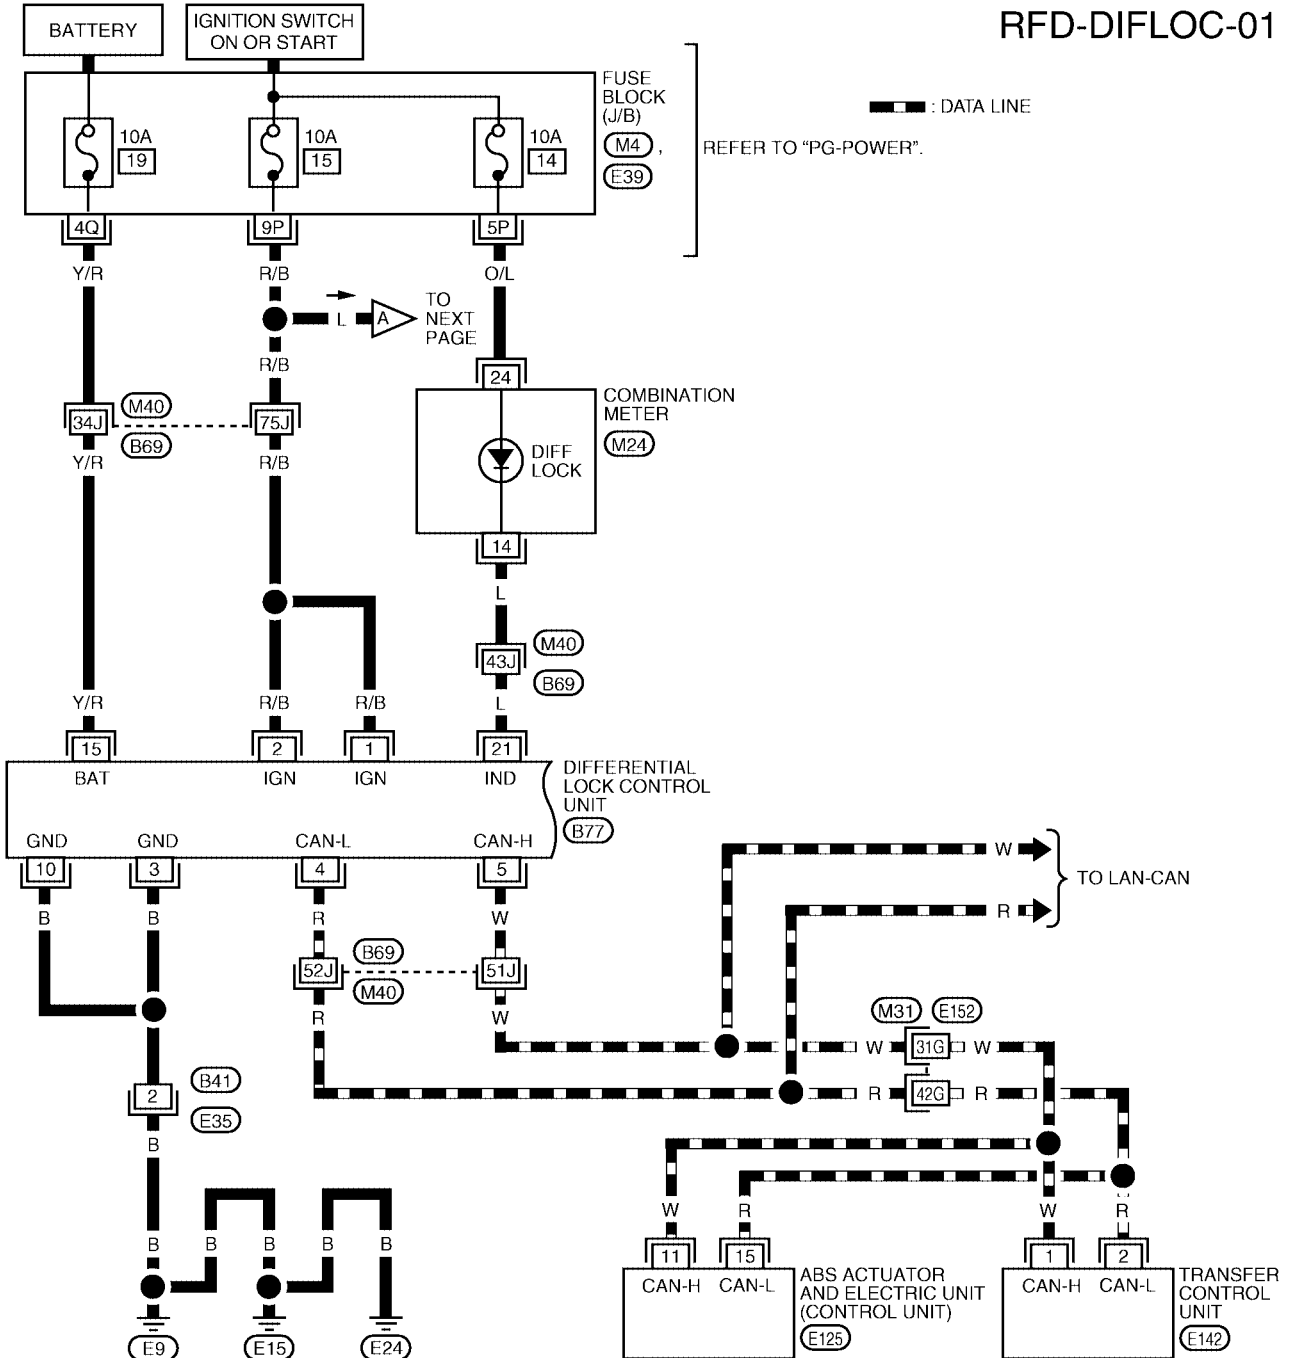 BATTERY
IGNITION SWITCH
ON OR START
RFD-DIFLOC-01
FUSE
BLOCK
(J/B)
M4 ,
E39
: DATA LINE
REFER TO “PG-POWER”.
10A
19
10A
15
10A
14
4Q
9P
5P
Y/R
R/B
O/L
L
A
TO
NEXT
PAGE
R/B
24
COMBINATION
METER
M24
34J
M40
B69
75J
Y/R
R/B
DIFF
LOCK
14
L
43J
M40
B69
Y/R
R/B
R/B
L
15
2
1
21
BAT
IGN
IGN
IND
DIFFERENTIAL
LOCK CONTROL
UNIT
B77
GND
GND
CAN-L
CAN-H
10
3
4
5
B
B
R
W
W
R
TO LAN-CAN
52J
B69
M40
51J
R
W
M31
E152
W
31G
W
R
42G
R
2
B41
E35
B
B
B
B
B
B
W
R
W
R
11
15
1
2
CAN-H
CAN-L
CAN-H
CAN-L
ABS ACTUATOR
AND ELECTRIC UNIT
(CONTROL UNIT)
E125
TRANSFER
CONTROL
UNIT
E142
E9
E15
E24